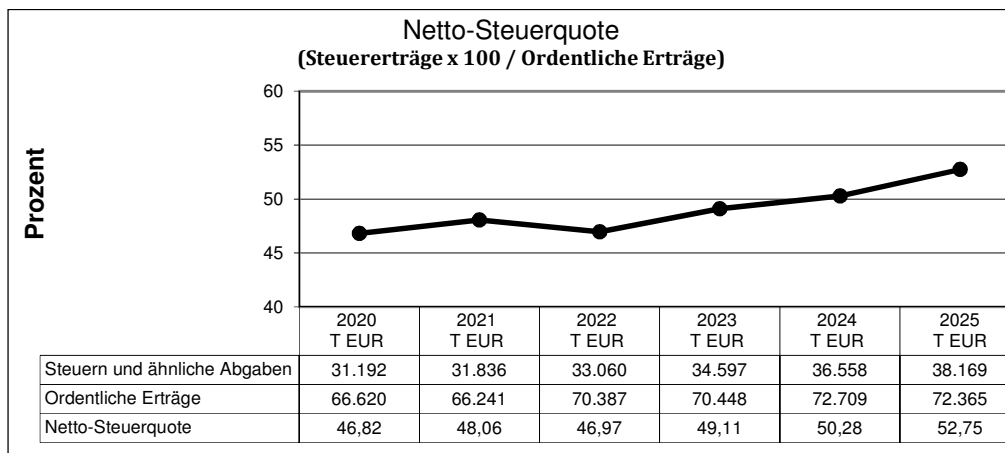 Netto-Steuerquote
(Steuererträge x 100 / Ordentliche Erträge)
Prozent
60
55
50
45
40
2020 2021 2022 2023 2024 2025
T EUR T EUR T EUR T EUR T EUR T EUR
Steuern und ähnliche Abgaben 31.192 31.836 33.060 34.597 36.558 38.169
Ordentliche Erträge 66.620 66.241 70.387 70.448 72.709 72.365
Netto-Steuerquote 46,82 48,06 46,97 49,11 50,28 52,75